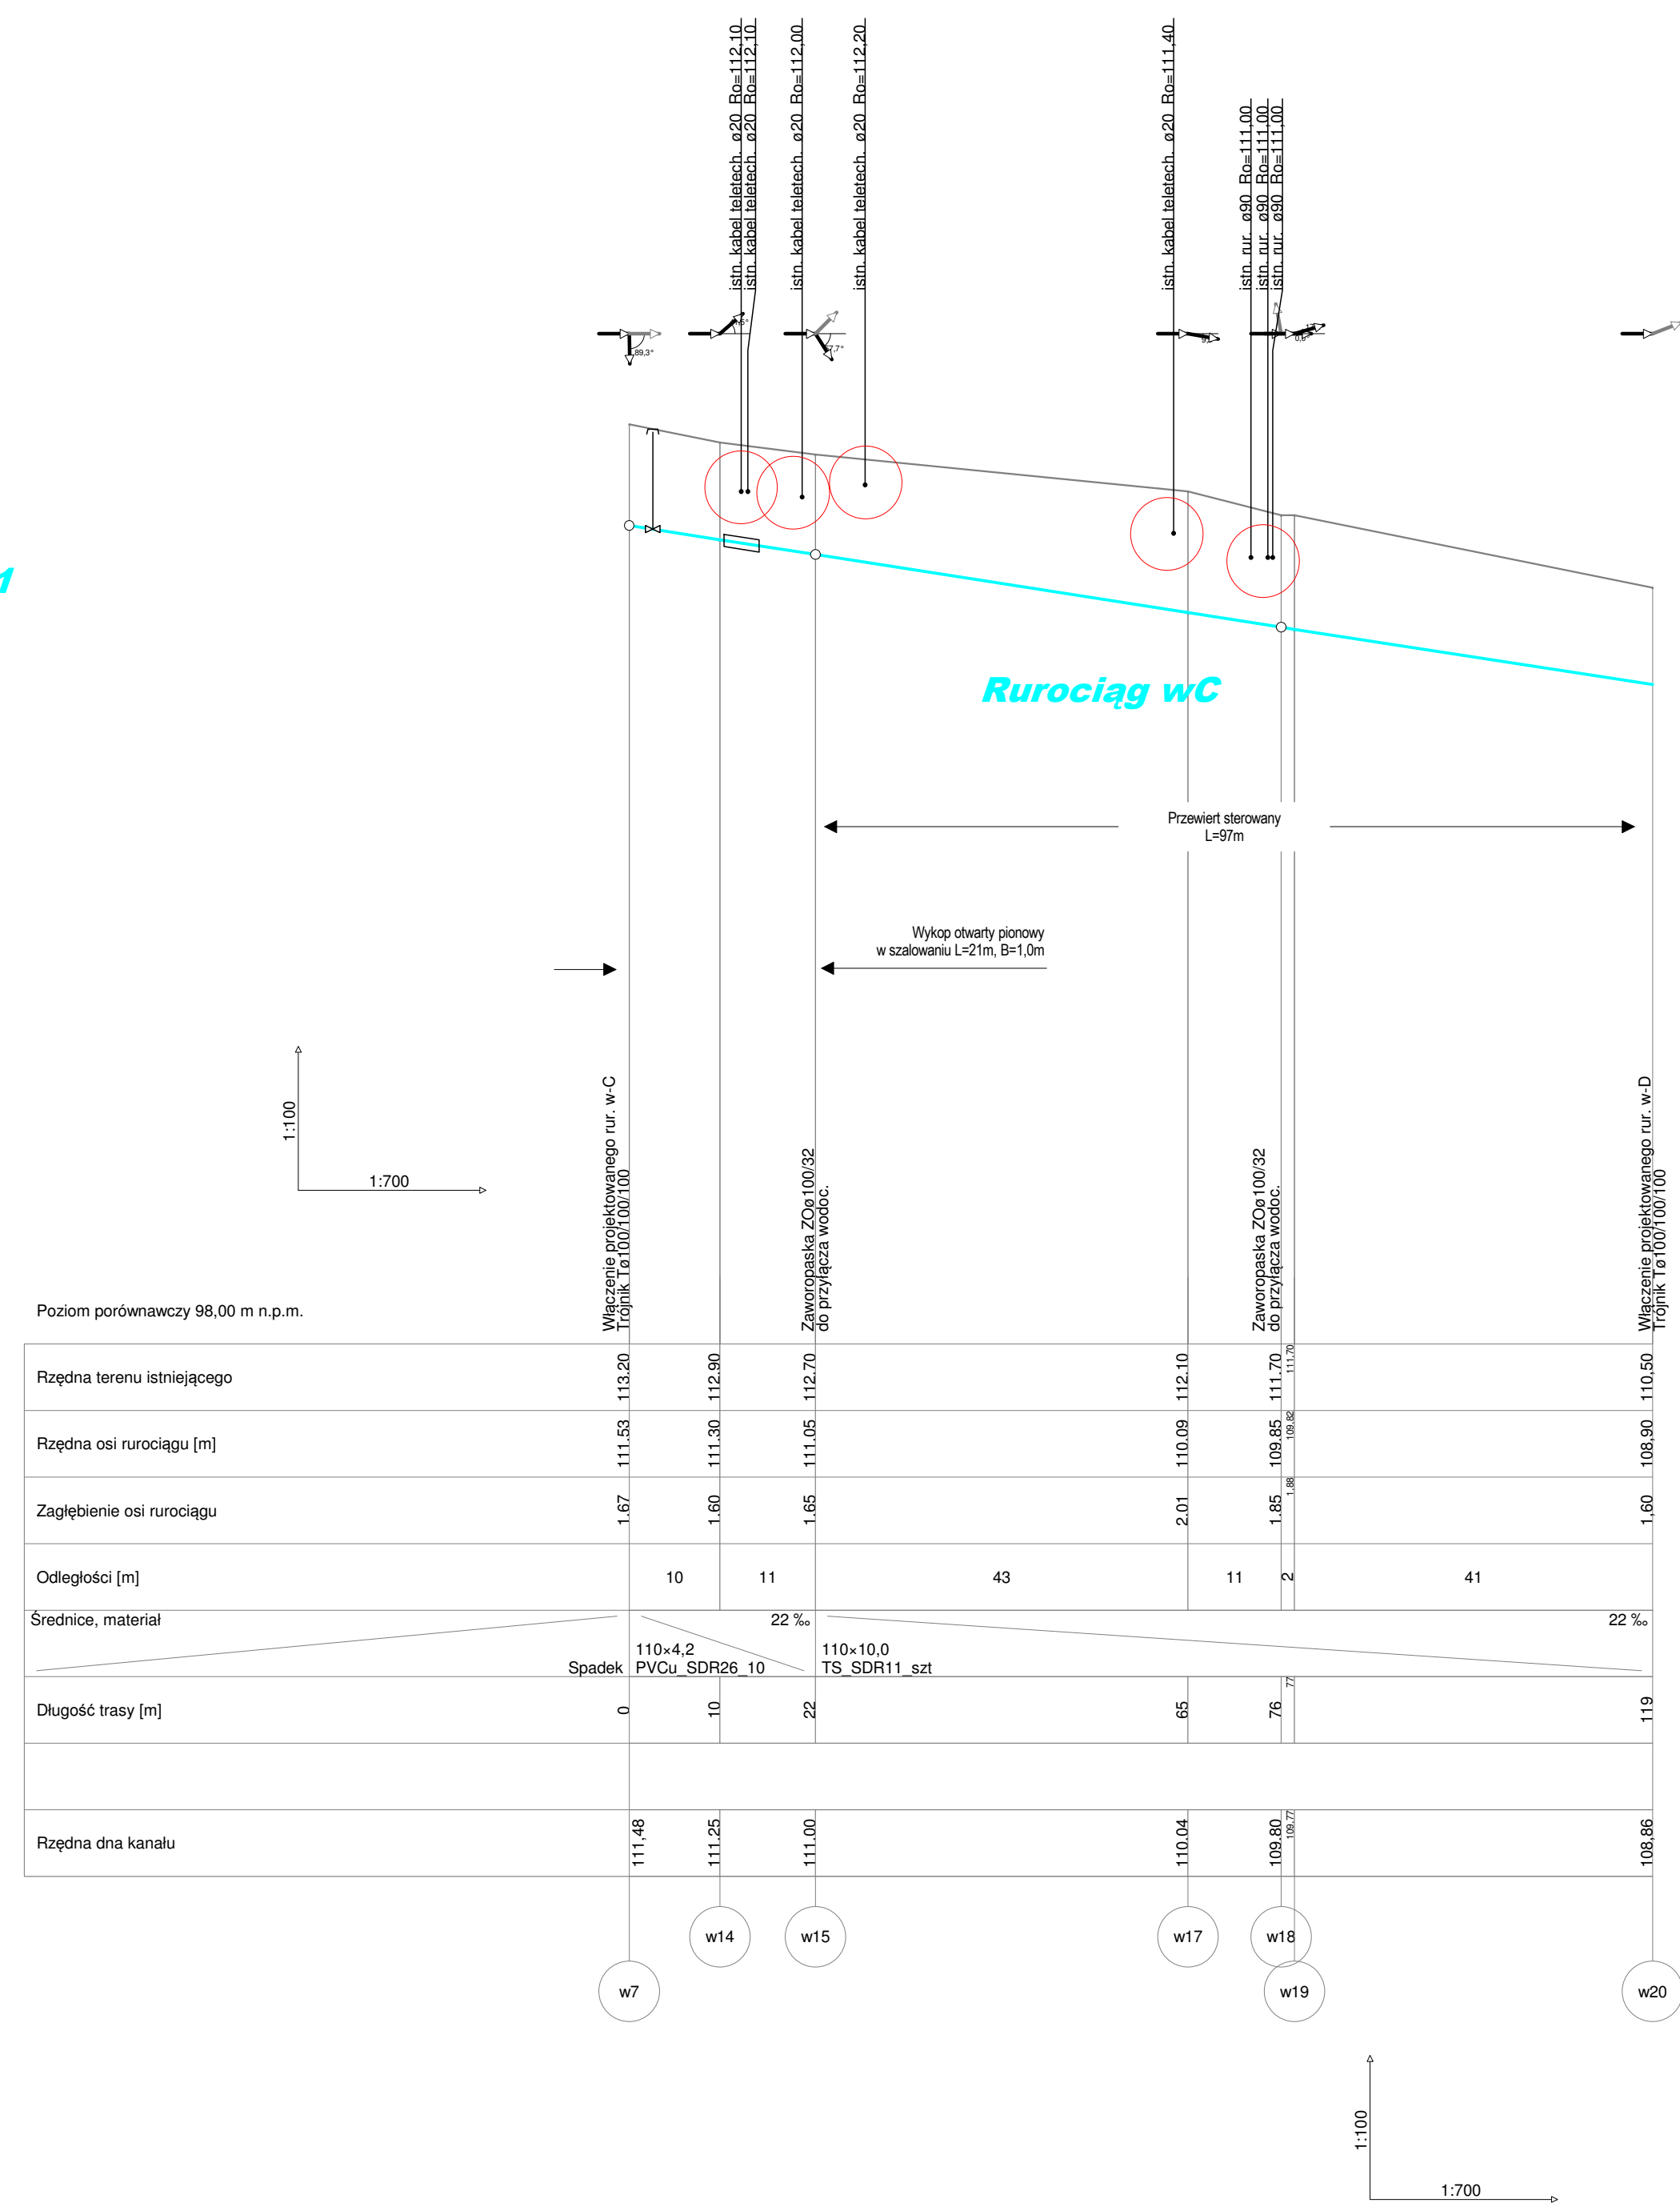 istn. kabel teletech. ø20 Ro=112,10
istn. kabel teletech. ø20 Ro=112,10
istn. kabel teletech. ø20 Ro=112,00
istn. kabel teletech. ø20 Ro=112,20
istn. kabel teletech. ø20 Ro=111,40
istn. rur. ø90 Ro=111,00
istn. rur. ø90 Ro=111,00
istn. rur. ø90 Ro=111,00
89,3°
1
Rurociąg wC
Przewiert sterowany
L=97m
Wykop otwarty pionowy
w szalowaniu L=21m, B=1,0m
1:100
1:700
Włączenie projektowanego rur. w-C
Trójnik Tø100/100/100
Zaworopaska ZOø100/32
do przyłącza wodoc.
Zaworopaska ZOø100/32
do przyłącza wodoc.
Włączenie projektowanego rur. w-D
Trójnik Tø100/100/100
Poziom porównawczy 98,00 m n.p.m.
Rzędna terenu istniejącego 113.20 112.90 112.70 112.10 111.70 111.70 110,50
Rzędna osi rurociągu [m] 111.53 111.30 111.05 110.09 109.85 109.82 108,90
Zagłębienie osi rurociągu 1.67 1.60 1.65 2.01 1.85 1.88 1,60
Odległości [m] 10 11 43 11 2 41
Średnice, materiał 22 ‰ 22 ‰
110×4,2 110×10,0
Spadek PVCu_SDR26_10 TS_SDR11_szt
Długość trasy [m] 0 10 22 65 76 77 119
Rzędna dna kanału 111,48 111.25 111.00 110.04 109.80 109.77 108,86
w14 w15 w17 w18
w7 w19 w20
1:100
1:700